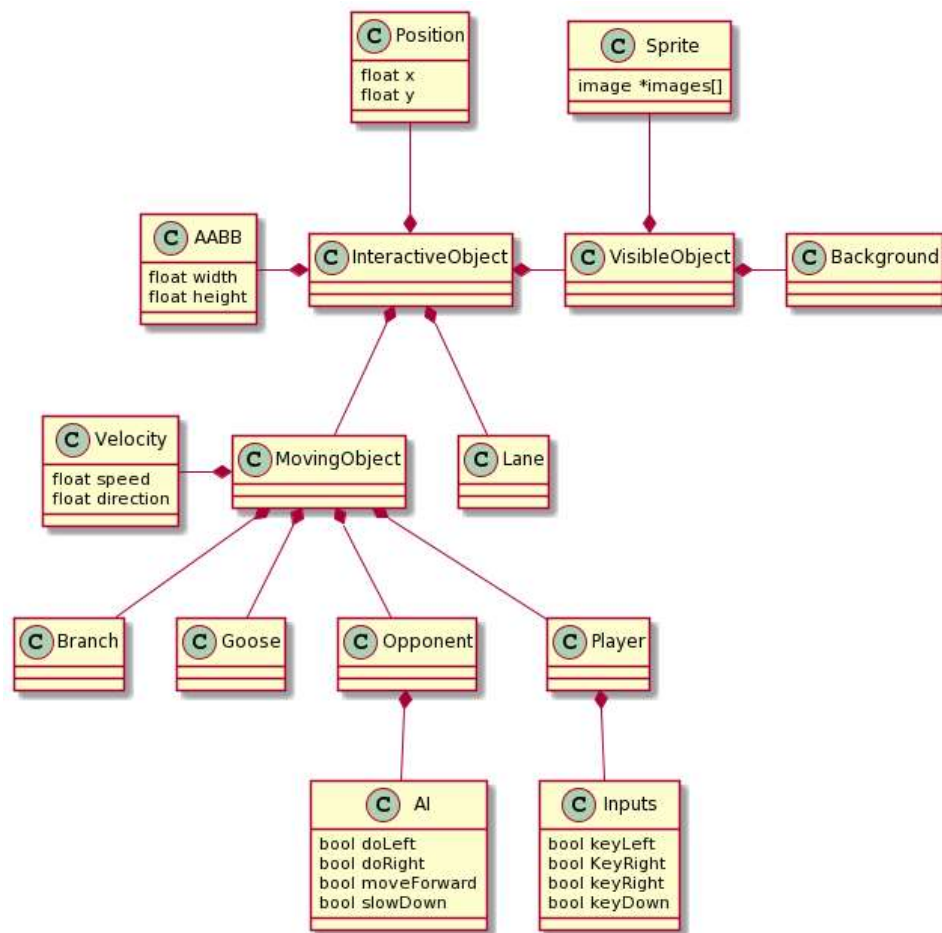 C Position
float x
float y
C Sprite
image *images[]
C AABB
float width
float height
C InteractiveObject
C VisibleObject
C Background
C Velocity
float speed
float direction
C MovingObject
C Lane
C Branch
C Goose
C Opponent
C Player
C AI
bool doLeft
bool doRight
bool moveForward
bool slowDown
C Inputs
bool keyLeft
bool KeyRight
bool keyRight
bool keyDown